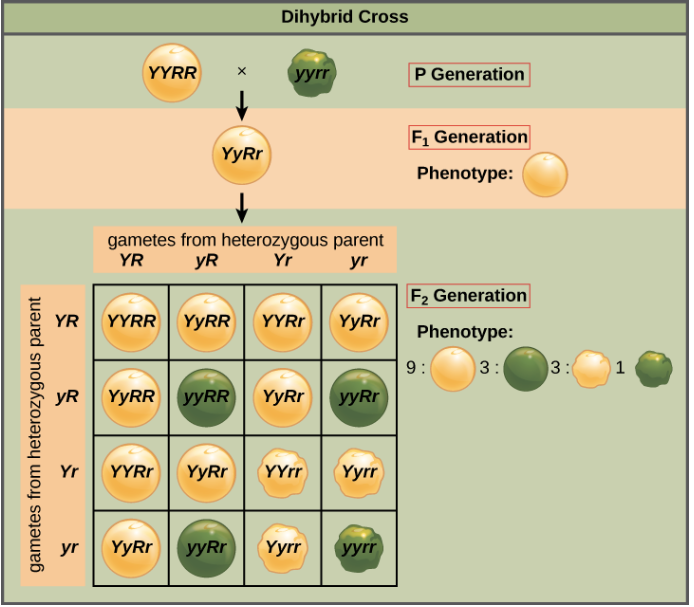 Dihybrid Cross
YYRR × yyrr P Generation
F1 Generation
YyRr
Phenotype:
gametes from heterozygous parent
YR yR Yr yr
gametes from heterozygous parent
F2 Generation
YR YYRR YyRR YYRr YyRr
Phenotype:
9 : 3 : 3 : 1
yR YyRR yyRR YyRr yyRr
Yr YYRr YyRr YYrr Yyrr
yr YyRr yyRr Yyrr yyrr